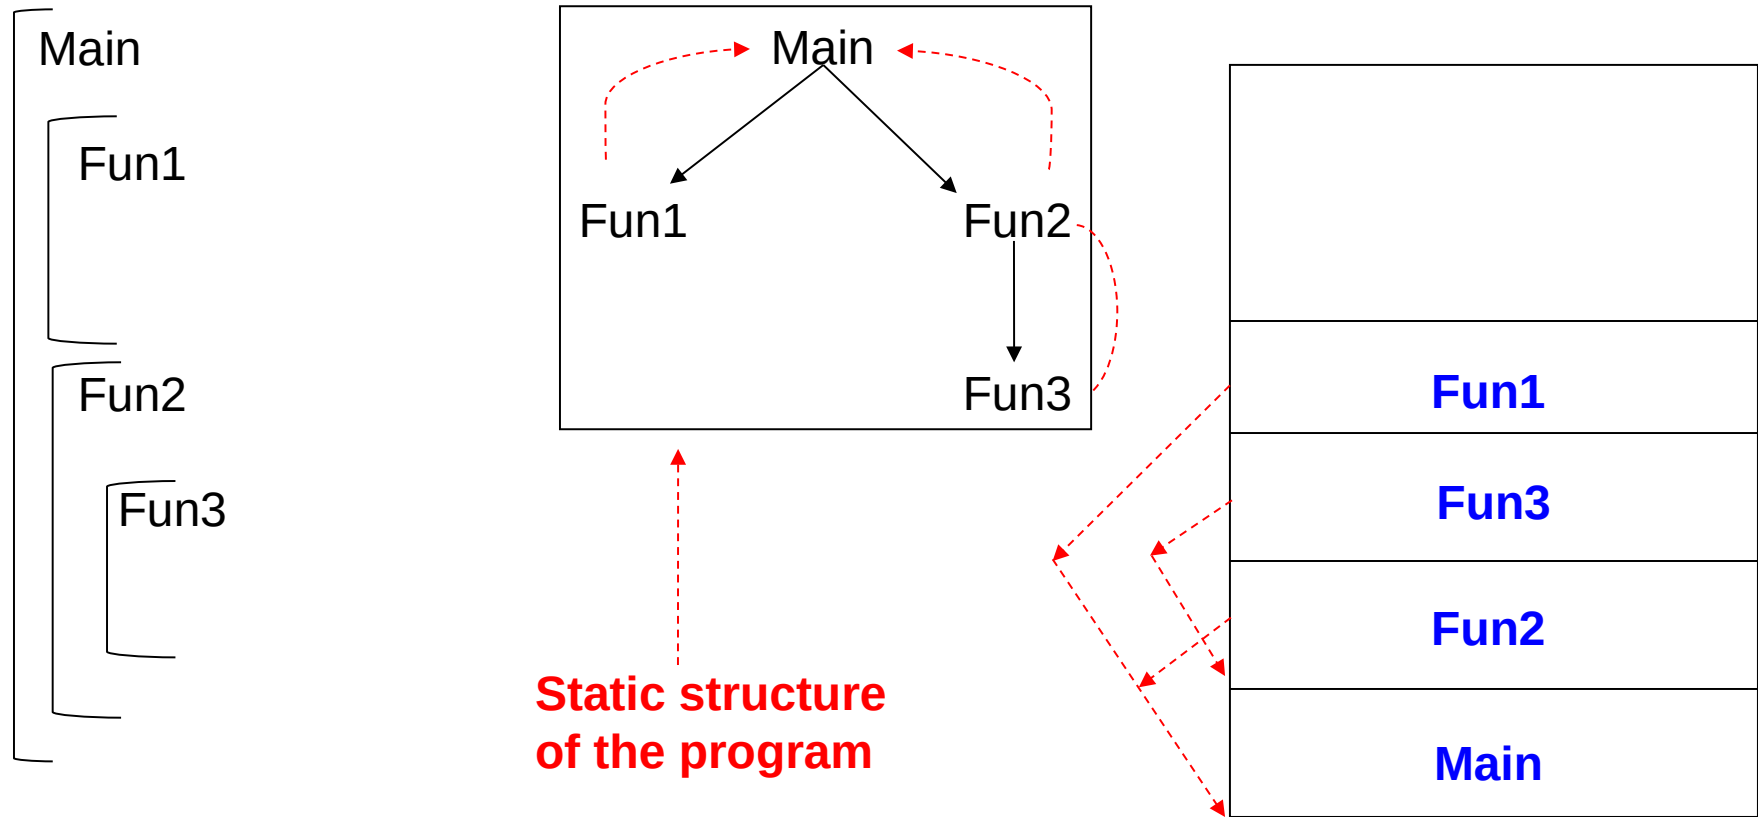 Main
Fun1
Fun2
Fun3
Main
Fun1
Fun2
Fun3
Static structure
of the program
Fun1
Fun3
Fun2
Main